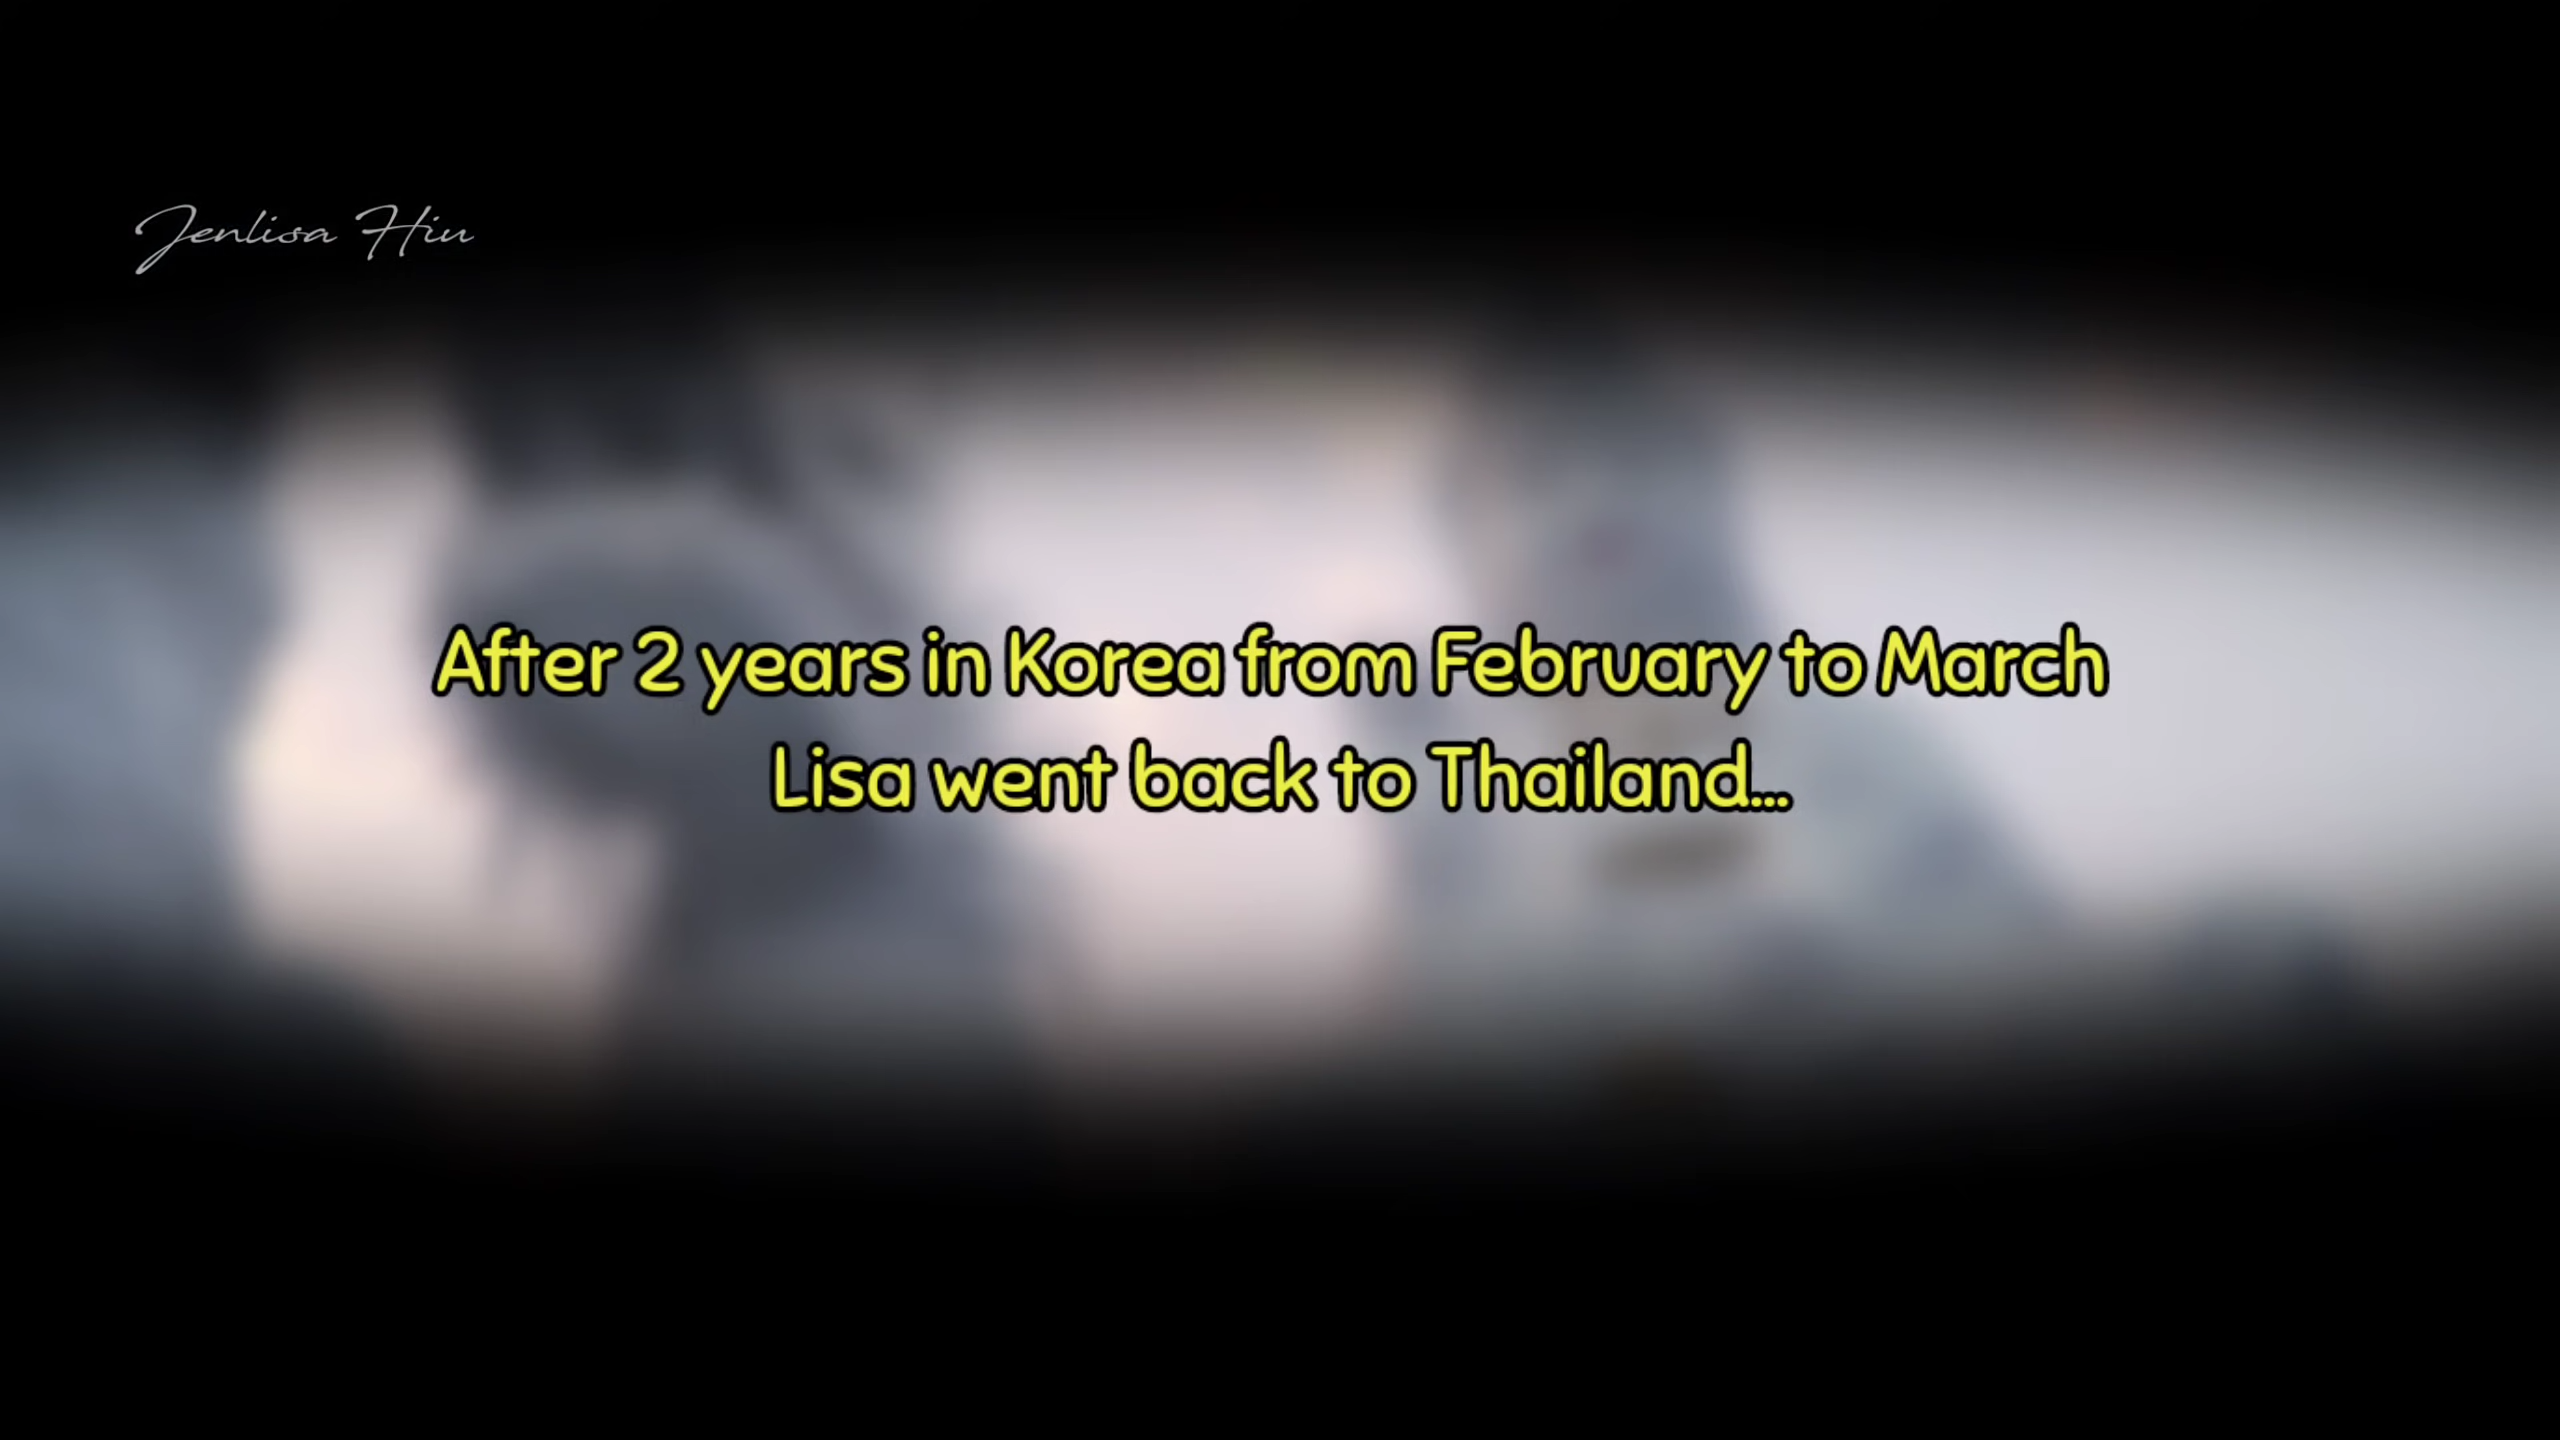 Jenlisa Hiu
After 2 years in Korea from February to March
Lisa went back to Thailand...